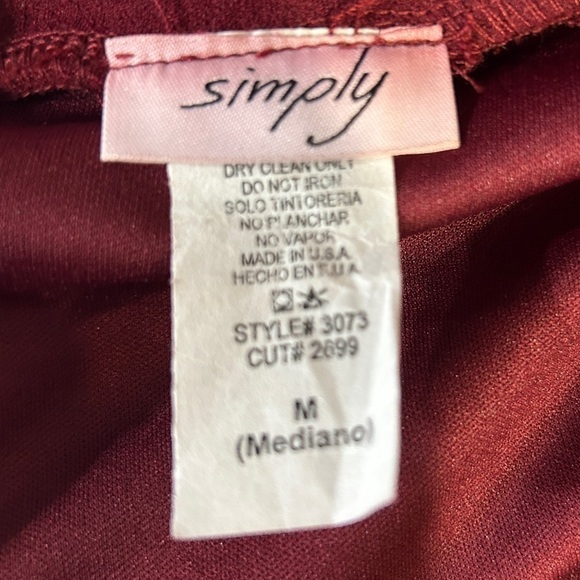 simply
DRY CLEAN ONLY
DO NOT IRON
SOLO TINTORERIA
NO PLANCHAR
NO VAPOR
MADE IN U.S.A.
HECHO EN E.U.A.
STYLE# 3073
CUT# 2699
M
(Mediano)